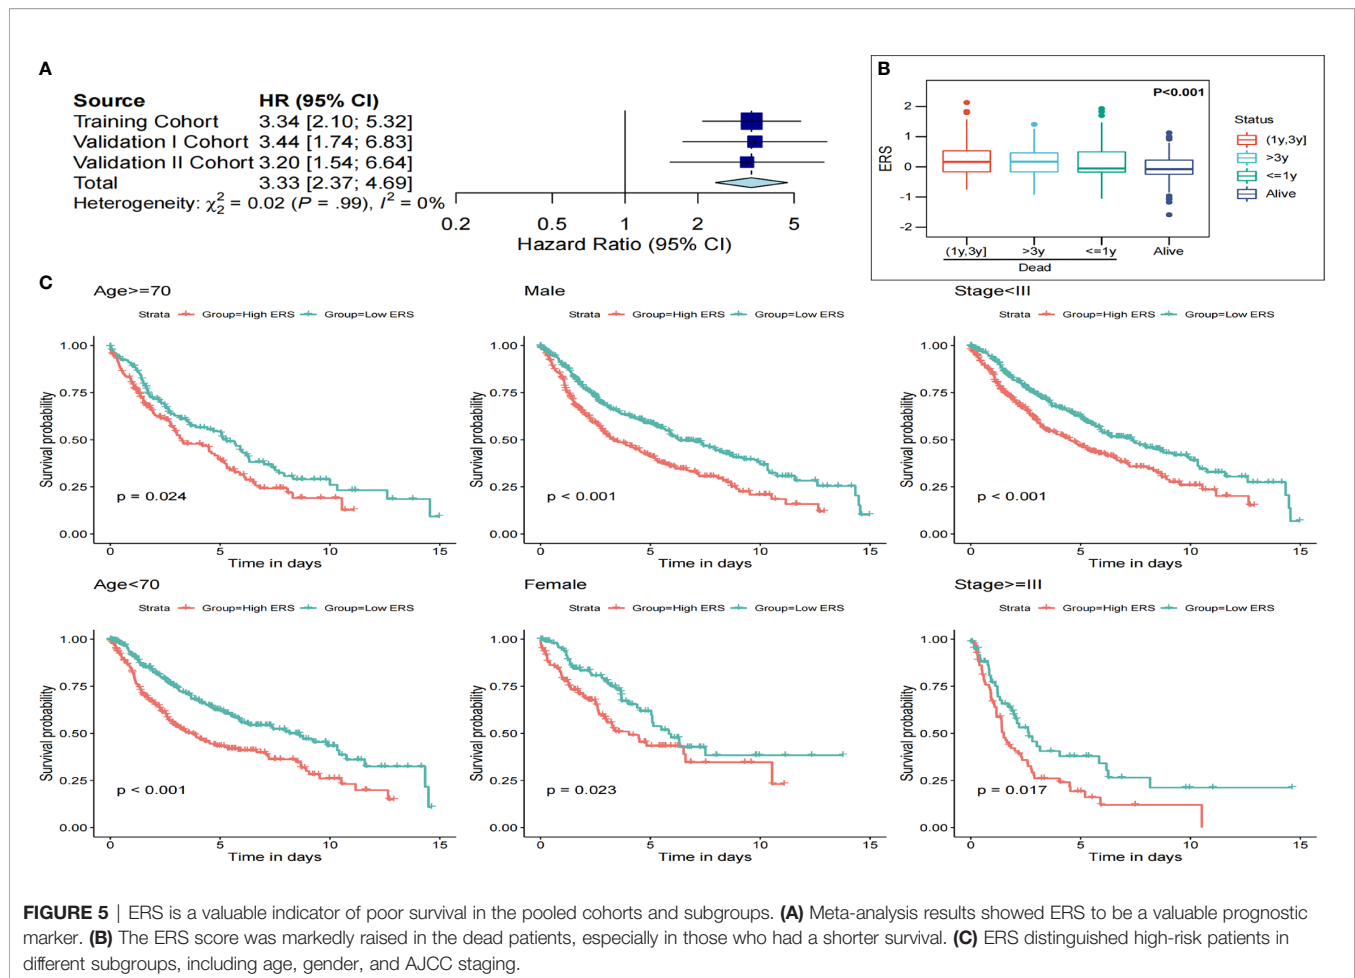 A
Source HR (95% CI)
Training Cohort 3.34 [2.10; 5.32]
Validation I Cohort 3.44 [1.74; 6.83]
Validation II Cohort 3.20 [1.54; 6.64]
Total 3.33 [2.37; 4.69]
Heterogeneity: χ²₂ = 0.02 (P = .99), I² = 0%
0.2 0.5 1 2 5
Hazard Ratio (95% CI)
B
P<0.001
ERS
2
1
0
-1
-2
(1y,3y] >3y <=1y Alive
Dead
Status
(1y,3y]
>3y
<=1y
Alive
C
Age>=70
Strata Group=High ERS Group=Low ERS
Survival probability
1.00
0.75
0.50
0.25
0.00
p = 0.024
0 5 10 15
Time in days
Male
Strata Group=High ERS Group=Low ERS
Survival probability
1.00
0.75
0.50
0.25
0.00
p < 0.001
0 5 10 15
Time in days
Stage<III
Strata Group=High ERS Group=Low ERS
Survival probability
1.00
0.75
0.50
0.25
0.00
p < 0.001
0 5 10 15
Time in days
Age<70
Strata Group=High ERS Group=Low ERS
Survival probability
1.00
0.75
0.50
0.25
0.00
p < 0.001
0 5 10 15
Time in days
Female
Strata Group=High ERS Group=Low ERS
Survival probability
1.00
0.75
0.50
0.25
0.00
p = 0.023
0 5 10 15
Time in days
Stage>=III
Strata Group=High ERS Group=Low ERS
Survival probability
1.00
0.75
0.50
0.25
0.00
p = 0.017
0 5 10 15
Time in days
FIGURE 5 | ERS is a valuable indicator of poor survival in the pooled cohorts and subgroups. (A) Meta-analysis results showed ERS to be a valuable prognostic
marker. (B) The ERS score was markedly raised in the dead patients, especially in those who had a shorter survival. (C) ERS distinguished high-risk patients in
different subgroups, including age, gender, and AJCC staging.